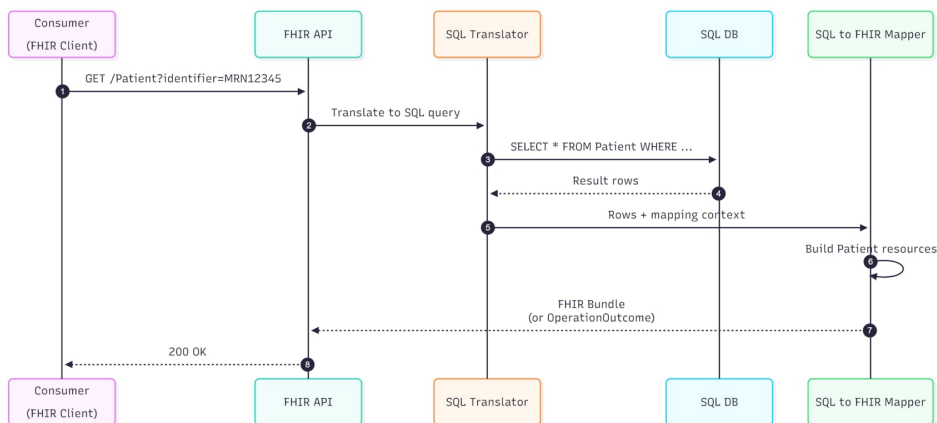 Consumer
(FHIR Client)
FHIR API
SQL Translator
SQL DB
SQL to FHIR Mapper
1
GET /Patient?identifier=MRN12345
2
Translate to SQL query
3
SELECT * FROM Patient WHERE ...
Result rows
4
5
Rows + mapping context
Build Patient resources
6
FHIR Bundle
(or OperationOutcome)
7
200 OK
8
Consumer
(FHIR Client)
FHIR API
SQL Translator
SQL DB
SQL to FHIR Mapper